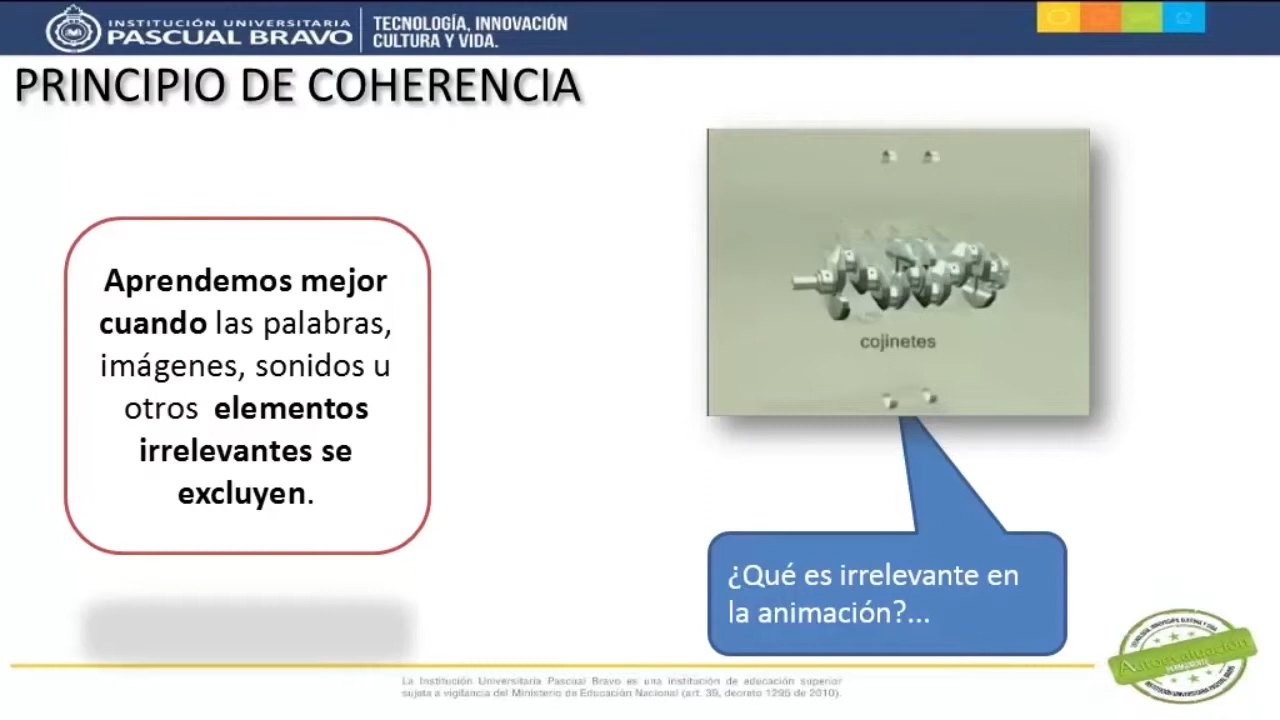 INSTITUCIÓN UNIVERSITARIA
PASCUAL BRAVO
TECNOLOGÍA, INNOVACIÓN
CULTURA Y VIDA.
PRINCIPIO DE COHERENCIA
Aprendemos mejor
cuando las palabras,
imágenes, sonidos u
otros elementos
irrelevantes se
excluyen.
cojinetes
¿Qué es irrelevante en
la animación?...
La Institución Universitaria Pascual Bravo es una institución de educación superior
sujeta a vigilancia del Ministerio de Educación Nacional (art. 39, decreto 1295 de 2010).
Autoevaluación